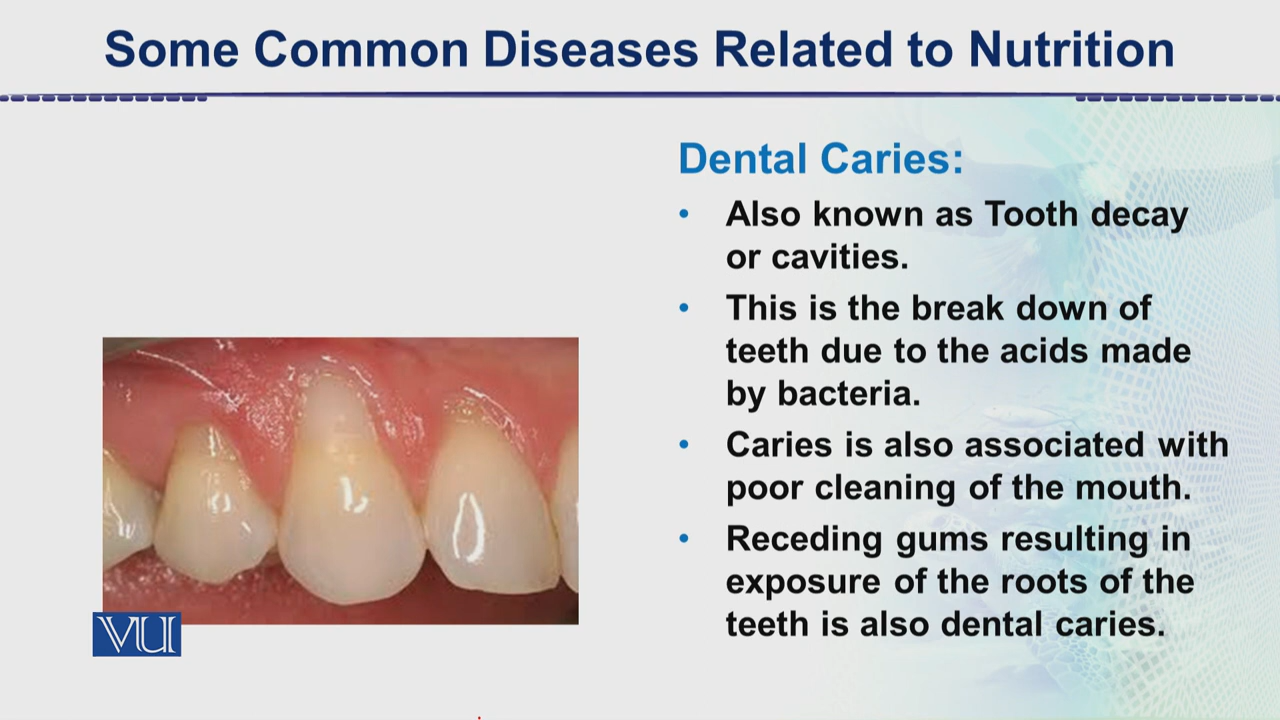 Some Common Diseases Related to Nutrition
Dental Caries:
• Also known as Tooth decay
or cavities.
• This is the break down of
teeth due to the acids made
by bacteria.
• Caries is also associated with
poor cleaning of the mouth.
• Receding gums resulting in
exposure of the roots of the
teeth is also dental caries.
VU